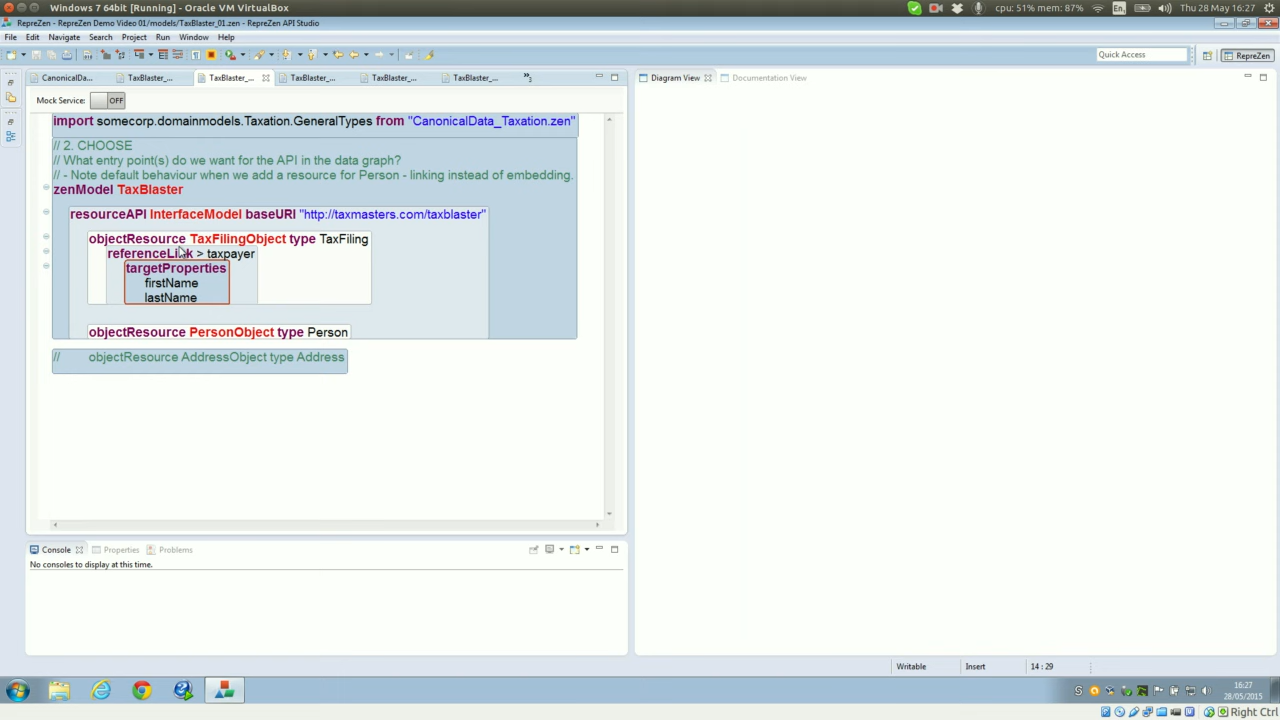 Windows 7 64bit [Running] - Oracle VM VirtualBox
cpu: 51% mem: 87%
En
Thu 28 May 16:27
RepreZen - RepreZen Demo Video 01/models/TaxBlaster_01.zen - RepreZen API Studio
File Edit Navigate Search Project Run Window Help
Quick Access
RepreZen
CanonicalDa...
TaxBlaster_...
TaxBlaster_...
TaxBlaster_...
TaxBlaster_...
TaxBlaster_...
»3
Diagram View
Documentation View
Mock Service: OFF
import somecorp.domainmodels.Taxation.GeneralTypes from "CanonicalData_Taxation.zen"
// 2. CHOOSE
// What entry point(s) do we want for the API in the data graph?
// - Note default behaviour when we add a resource for Person - linking instead of embedding.
zenModel TaxBlaster
resourceAPI InterfaceModel baseURI "http://taxmasters.com/taxblaster"
objectResource TaxFilingObject type TaxFiling
referenceLink > taxpayer
targetProperties
firstName
lastName
objectResource PersonObject type Person
// objectResource AddressObject type Address
Console
Properties
Problems
No consoles to display at this time.
Writable
Insert
14 : 29
16:27
28/05/2015
Right Ctrl